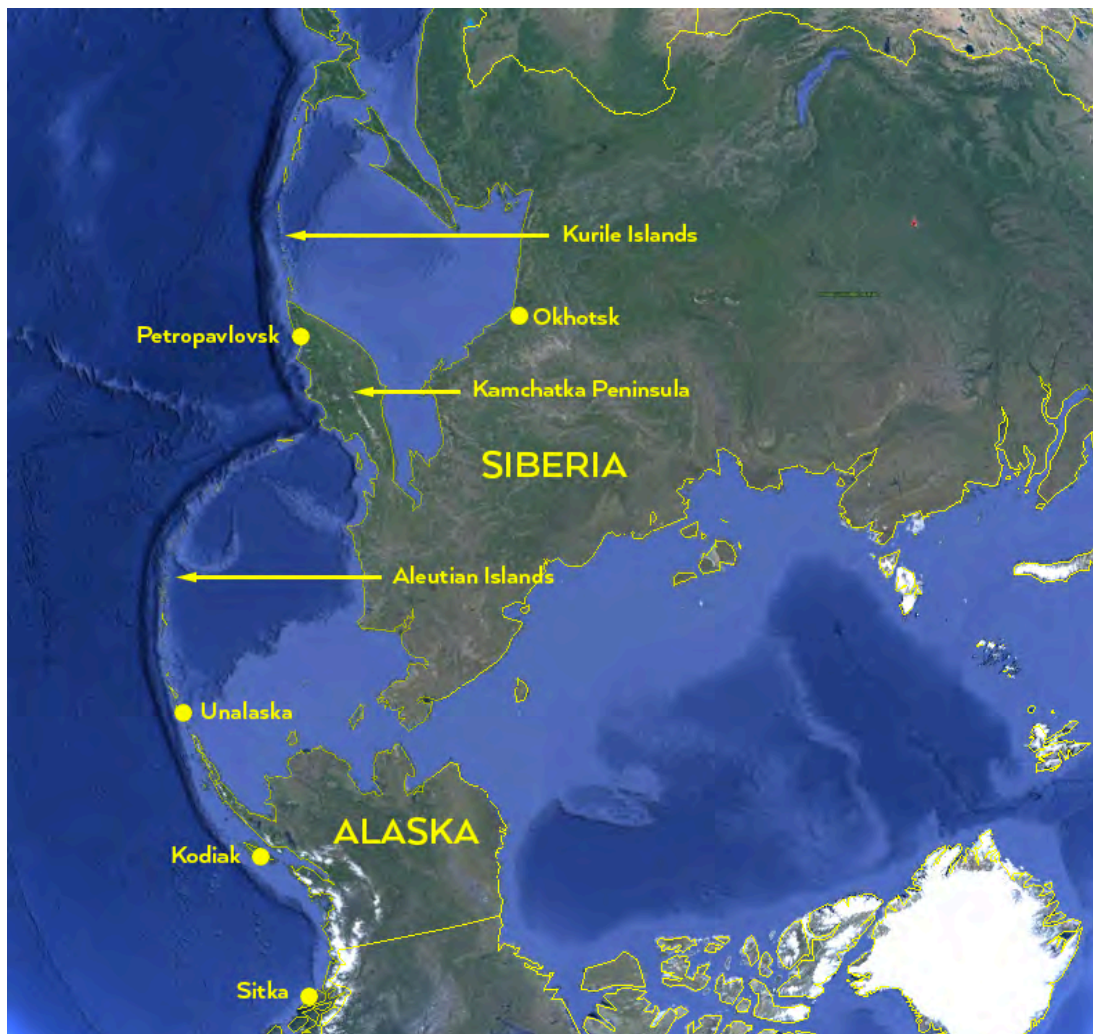 Kurile Islands
Okhotsk
Petropavlovsk
Kamchatka Peninsula
SIBERIA
Aleutian Islands
Unalaska
ALASKA
Kodiak
Sitka